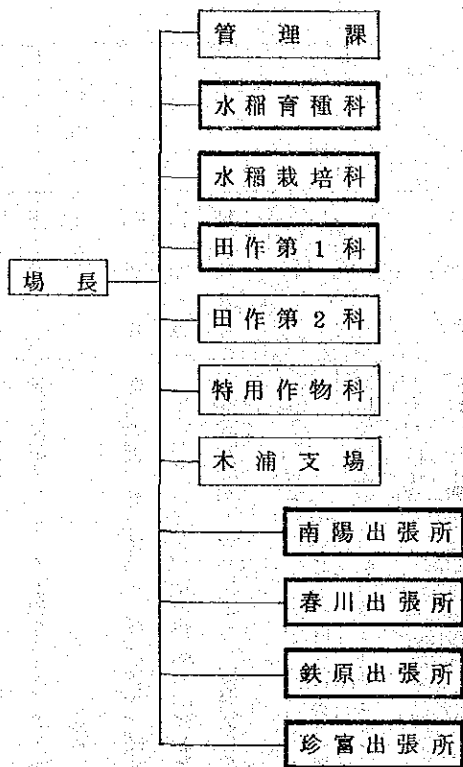 管理課
水稲育種科
水稲栽培科
田作第1科
場長
田作第2科
特用作物科
木浦支場
南陽出張所
春川出張所
鉄原出張所
珍富出張所